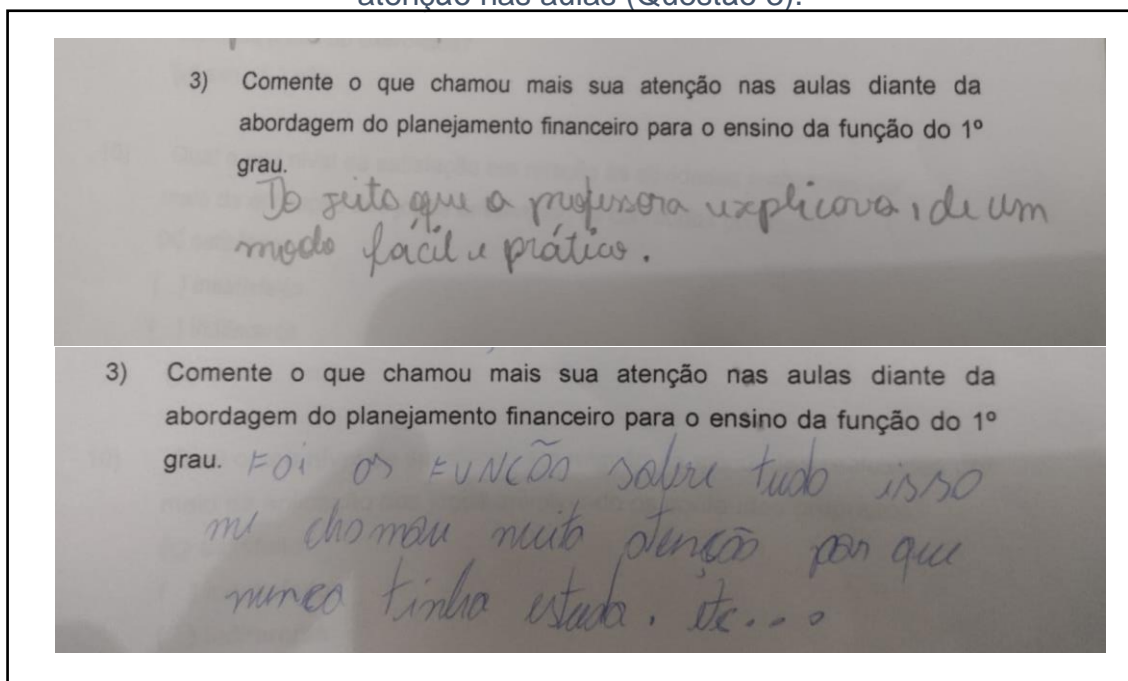 atenção nas aulas (Questão 3).
3) Comente o que chamou mais sua atenção nas aulas diante da
abordagem do planejamento financeiro para o ensino da função do 1º
grau.
Do jeito que a professora explicava, de um
modo fácil e prático.
3) Comente o que chamou mais sua atenção nas aulas diante da
abordagem do planejamento financeiro para o ensino da função do 1º
grau. Foi as FUNCÕN sobre tudo isso
me chamou muito atenção por que
nunca tinha estuda. etc...